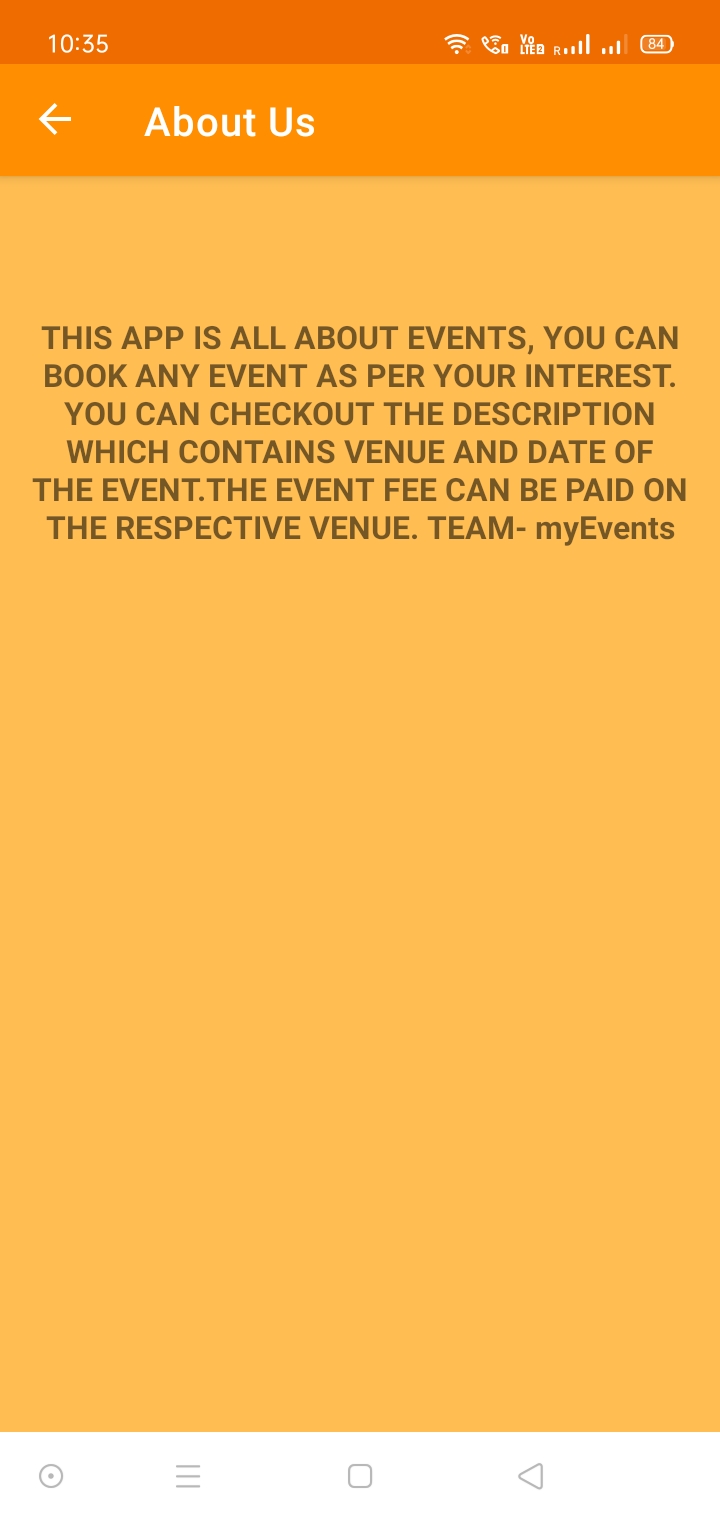 10:35
Vo
LTE2
R
84
About Us
THIS APP IS ALL ABOUT EVENTS, YOU CAN
BOOK ANY EVENT AS PER YOUR INTEREST.
YOU CAN CHECKOUT THE DESCRIPTION
WHICH CONTAINS VENUE AND DATE OF
THE EVENT.THE EVENT FEE CAN BE PAID ON
THE RESPECTIVE VENUE. TEAM- myEvents